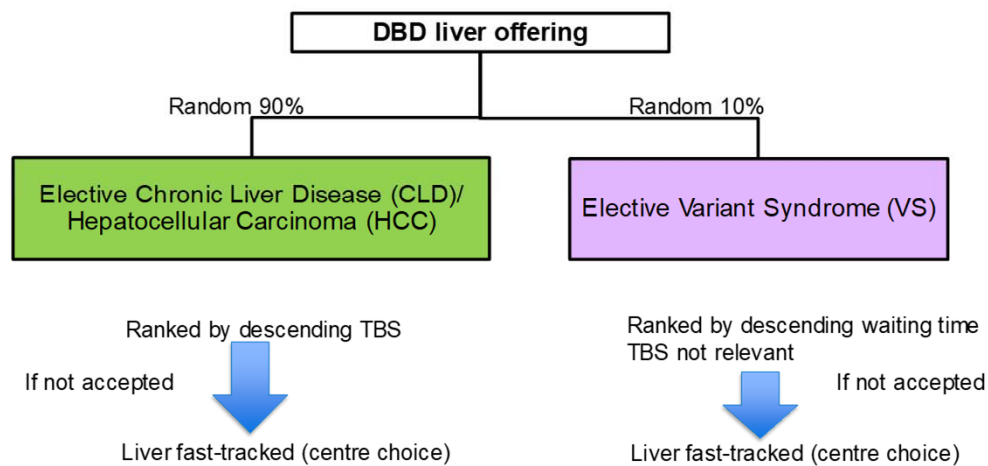 DBD liver offering
Random 90%
Random 10%
Elective Chronic Liver Disease (CLD)/
Hepatocellular Carcinoma (HCC)
Elective Variant Syndrome (VS)
Ranked by descending TBS
If not accepted
Liver fast-tracked (centre choice)
Ranked by descending waiting time
TBS not relevant
If not accepted
Liver fast-tracked (centre choice)